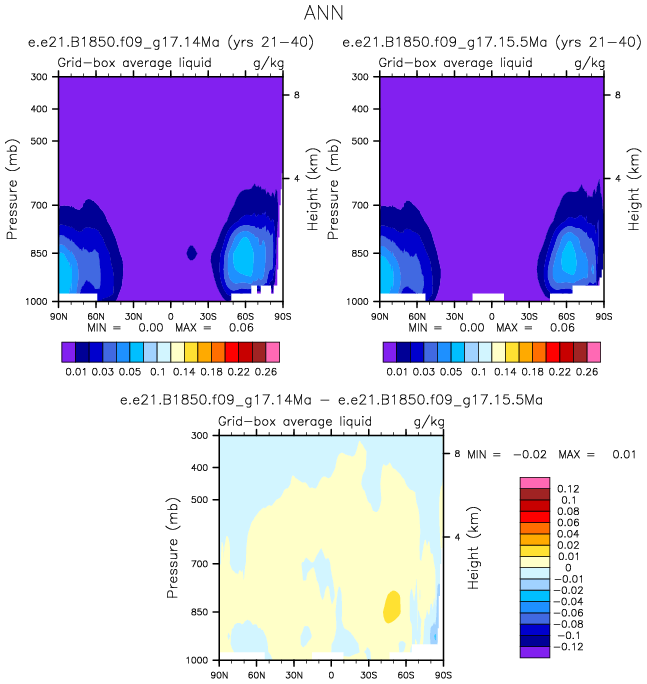 ANN
e.e21.B1850.f09_g17.14Ma (yrs 21-40)
Grid-box average liquid g/kg
300
400
500
700
850
1000
Pressure (mb)
8
4
Height (km)
90N 60N 30N 0 30S 60S 90S
MIN = 0.00 MAX = 0.06
0.01 0.03 0.05 0.1 0.14 0.18 0.22 0.26
e.e21.B1850.f09_g17.15.5Ma (yrs 21-40)
Grid-box average liquid g/kg
300
400
500
700
850
1000
Pressure (mb)
8
4
Height (km)
90N 60N 30N 0 30S 60S 90S
MIN = 0.00 MAX = 0.06
0.01 0.03 0.05 0.1 0.14 0.18 0.22 0.26
e.e21.B1850.f09_g17.14Ma - e.e21.B1850.f09_g17.15.5Ma
Grid-box average liquid g/kg
300
400
500
700
850
1000
Pressure (mb)
8
4
Height (km)
90N 60N 30N 0 30S 60S 90S
MIN = -0.02 MAX = 0.01
0.12
0.1
0.08
0.06
0.04
0.02
0.01
0
-0.01
-0.02
-0.04
-0.06
-0.08
-0.1
-0.12